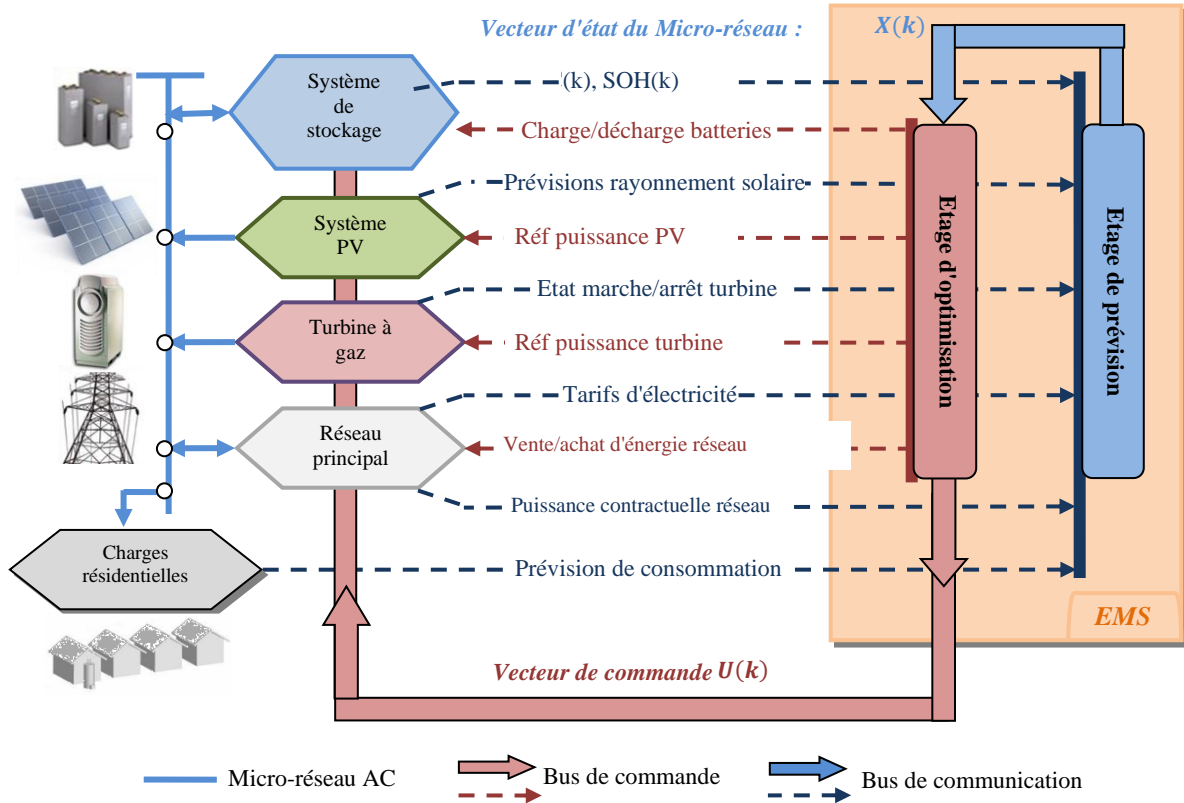 Vecteur d'état du Micro-réseau : X(k)
Système
de
stockage
(k), SOH(k)
Charge/décharge batteries
Prévisions rayonnement solaire
Système
PV
Réf puissance PV
Etat marche/arrêt turbine
Turbine à
gaz
Réf puissance turbine
Tarifs d'électricité
Réseau
principal
Vente/achat d'énergie réseau
Puissance contractuelle réseau
Charges
résidentielles
Prévision de consommation
Etage d'optimisation
Etage de prévision
EMS
Vecteur de commande U(k)
Micro-réseau AC
Bus de commande
Bus de communication